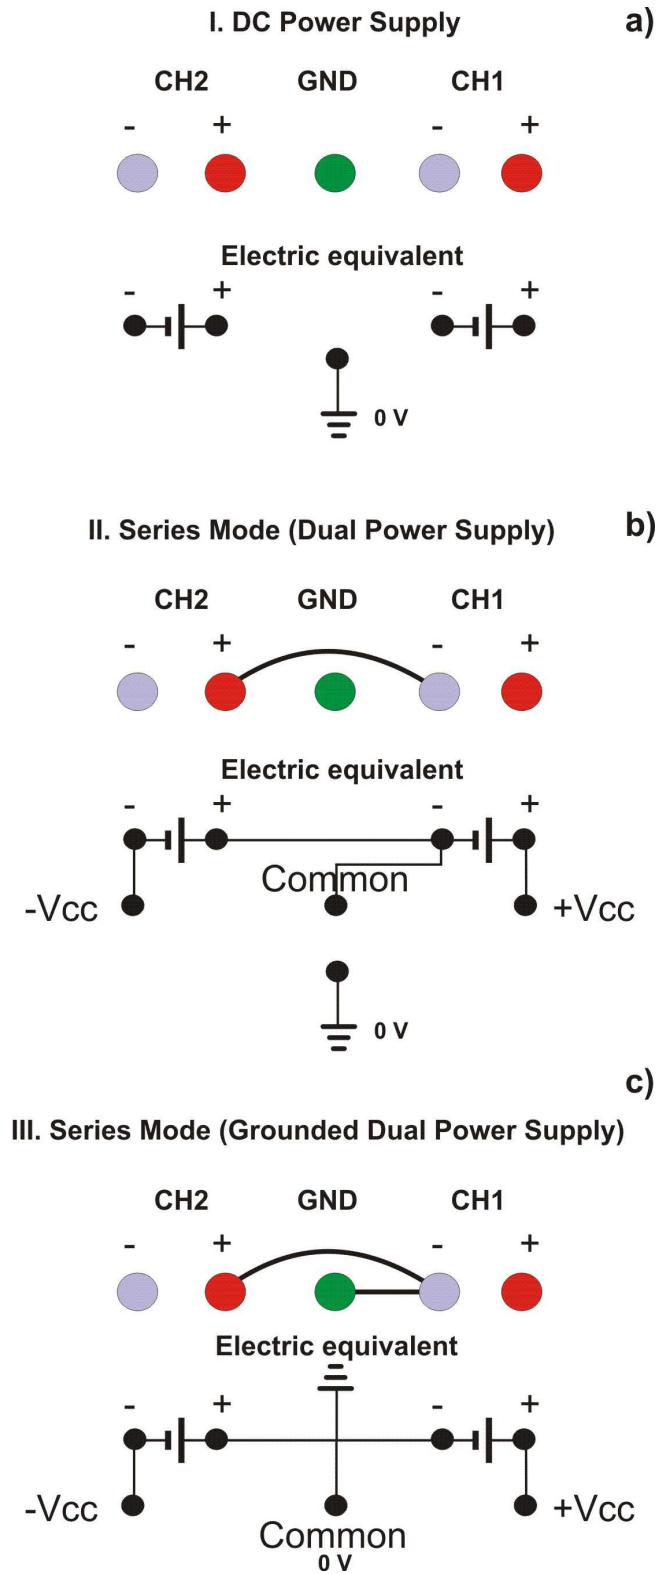 I. DC Power Supply a)
CH2 GND CH1
- + - +
Electric equivalent
- + - +
0 V
II. Series Mode (Dual Power Supply) b)
CH2 GND CH1
- + - +
Electric equivalent
- + - +
Common
-Vcc +Vcc
0 V
c)
III. Series Mode (Grounded Dual Power Supply)
CH2 GND CH1
- + - +
Electric equivalent
- + - +
-Vcc +Vcc
Common
0 V